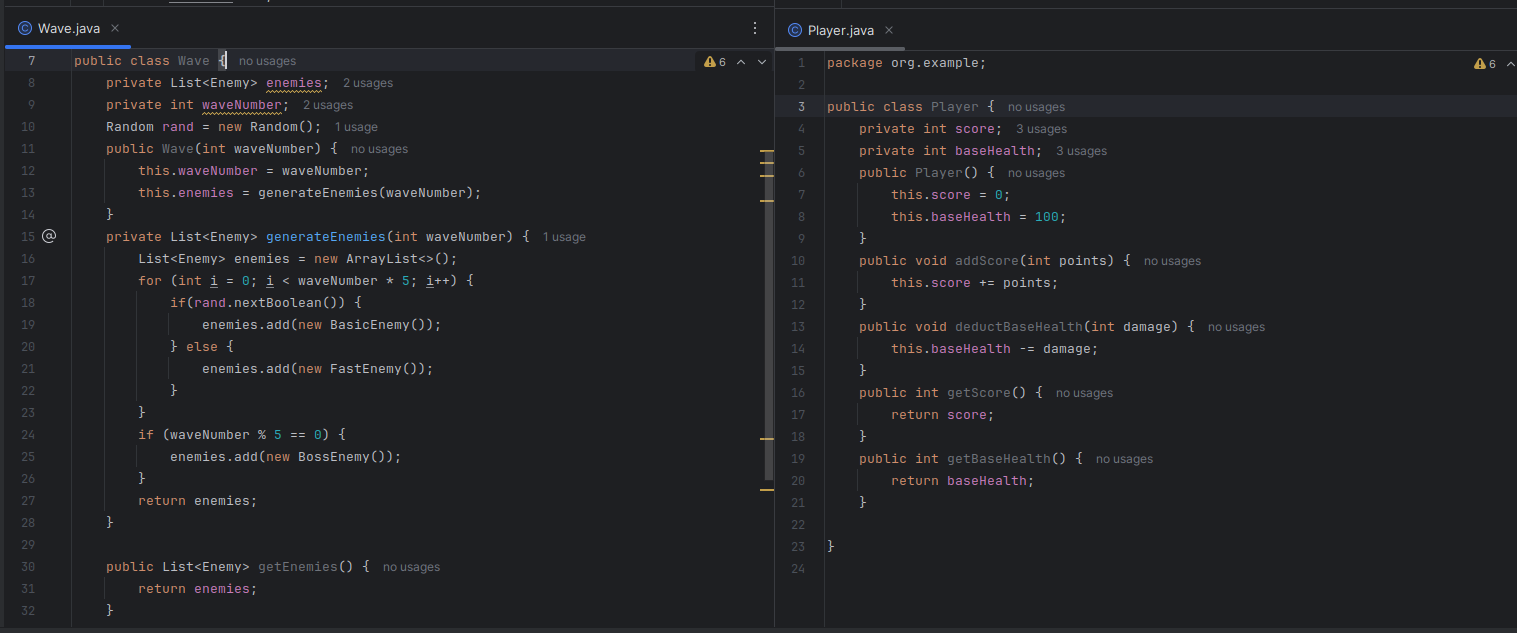 Wave.java
7 public class Wave { no usages
8 private List<Enemy> enemies; 2 usages
9 private int waveNumber; 2 usages
10 Random rand = new Random(); 1 usage
11 public Wave(int waveNumber) { no usages
12 this.waveNumber = waveNumber;
13 this.enemies = generateEnemies(waveNumber);
14 }
15 private List<Enemy> generateEnemies(int waveNumber) { 1 usage
16 List<Enemy> enemies = new ArrayList<>();
17 for (int i = 0; i < waveNumber * 5; i++) {
18 if(rand.nextBoolean()) {
19 enemies.add(new BasicEnemy());
20 } else {
21 enemies.add(new FastEnemy());
22 }
23 }
24 if (waveNumber % 5 == 0) {
25 enemies.add(new BossEnemy());
26 }
27 return enemies;
28 }
29
30 public List<Enemy> getEnemies() { no usages
31 return enemies;
32 }
6
Player.java
1 package org.example;
2
3 public class Player { no usages
4 private int score; 3 usages
5 private int baseHealth; 3 usages
6 public Player() { no usages
7 this.score = 0;
8 this.baseHealth = 100;
9 }
10 public void addScore(int points) { no usages
11 this.score += points;
12 }
13 public void deductBaseHealth(int damage) { no usages
14 this.baseHealth -= damage;
15 }
16 public int getScore() { no usages
17 return score;
18 }
19 public int getBaseHealth() { no usages
20 return baseHealth;
21 }
22
23 }
24
6